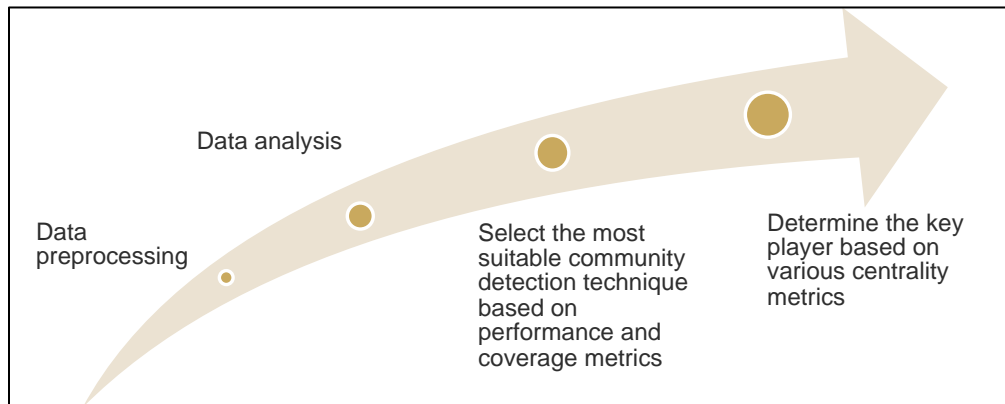 Data
preprocessing
Data analysis
Select the most
suitable community
detection technique
based on
performance and
coverage metrics
Determine the key
player based on
various centrality
metrics